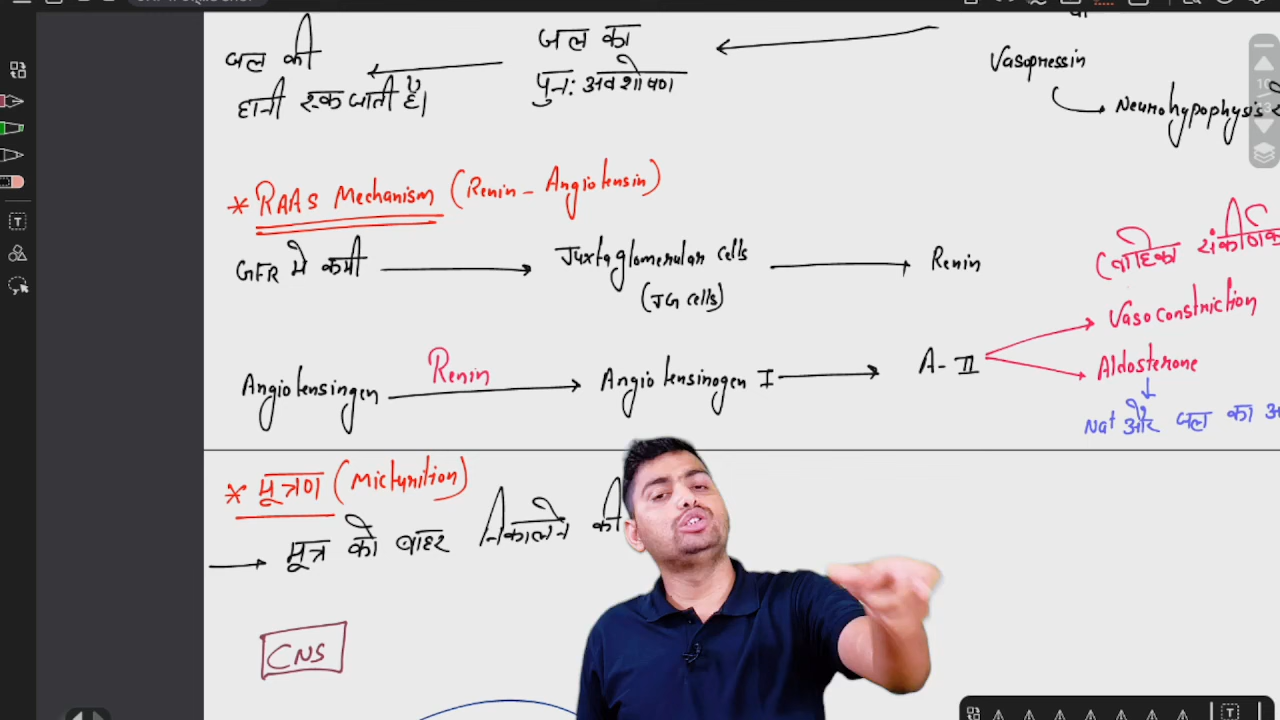 जल का
जल की
पुनः अवशोषण
हानी रूक जाती है।
Vasopressin
Neurohypophysis से
* RAAS Mechanism (Renin - Angiotensin)
GFR में कमी → Juxtaglomerular cells → Renin
(JG cells)
(वाहिका
Vasoconstriction
Angiotensingen Renin → Angiotensinogen I → A-II
Aldosterone
Na+ और जल का अ
* मूत्रण (Micturition)
→ मूत्र को बाहर निकालने की
CNS